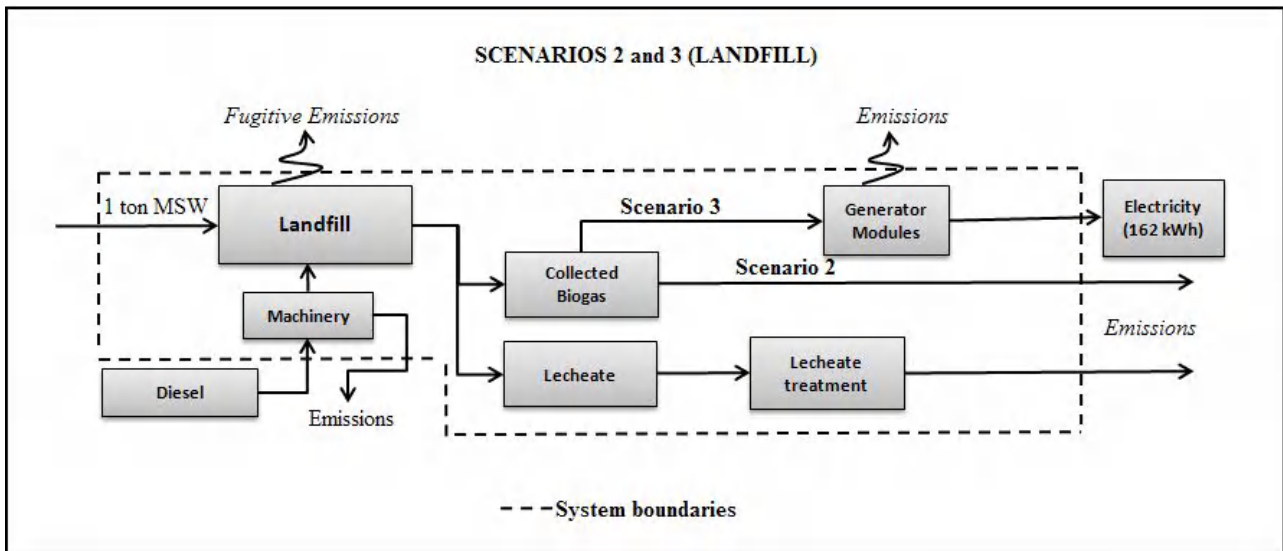 SCENARIOS 2 and 3 (LANDFILL)
Fugitive Emissions
Emissions
1 ton MSW
Landfill
Scenario 3
Generator
Modules
Electricity
(162 kWh)
Collected
Biogas
Scenario 2
Machinery
Emissions
Lecheate
Lecheate
treatment
Diesel
Emissions
System boundaries